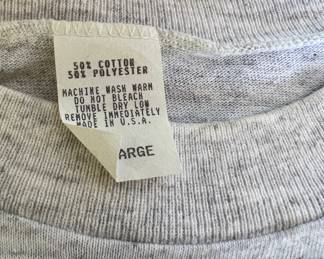 50% COTTON
50% POLYESTER
MACHINE WASH WARM
DO NOT BLEACH
TUMBLE DRY LOW
REMOVE IMMEDIATELY
MADE IN U.S.A.
ARGE